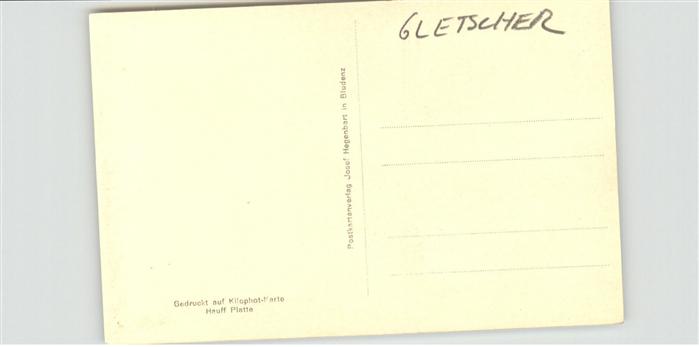 GLETSCHER
Postkartenverlag Josef Hegenbart in Bludenz
Gedruckt auf Kilophot-Karte
Hauff Platte